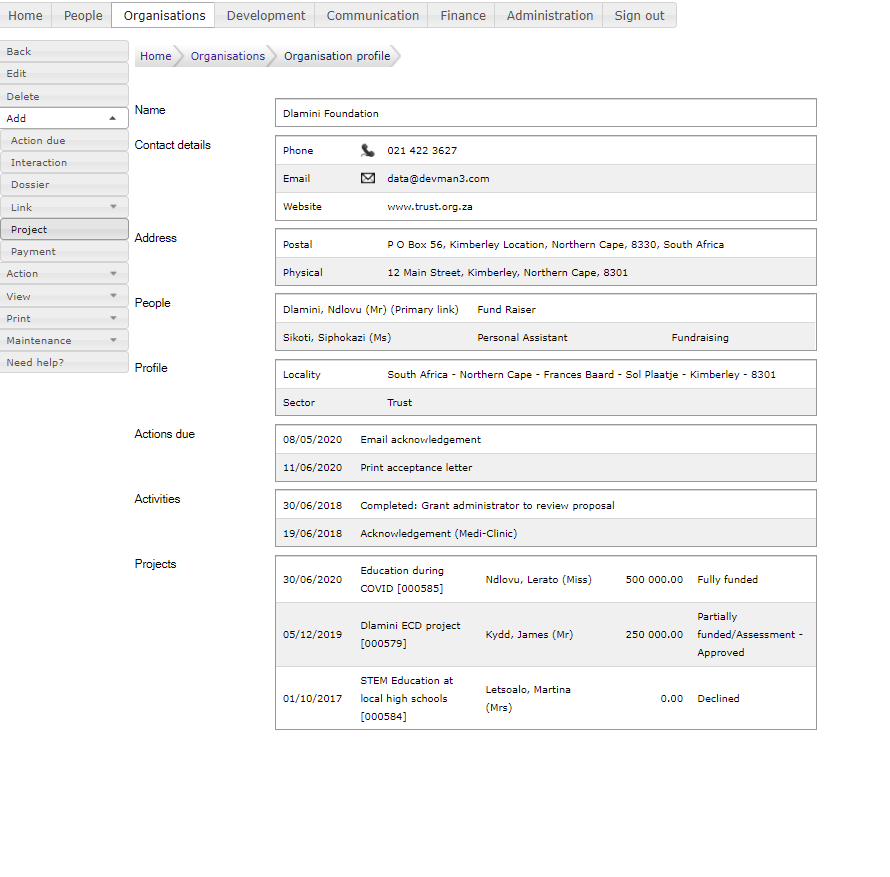 Home People Organisations Development Communication Finance Administration Sign out
Back
Edit
Delete
Add
Action due
Interaction
Dossier
Link
Project
Payment
Action
View
Print
Maintenance
Need help?
Home Organisations Organisation profile
Name
Dlamini Foundation
Contact details
Phone 021 422 3627
Email data@devman3.com
Website www.trust.org.za
Address
Postal P O Box 56, Kimberley Location, Northern Cape, 8330, South Africa
Physical 12 Main Street, Kimberley, Northern Cape, 8301
People
Dlamini, Ndlovu (Mr) (Primary link) Fund Raiser
Sikoti, Siphokazi (Ms) Personal Assistant Fundraising
Profile
Locality South Africa - Northern Cape - Frances Baard - Sol Plaatje - Kimberley - 8301
Sector Trust
Actions due
08/05/2020 Email acknowledgement
11/06/2020 Print acceptance letter
Activities
30/06/2018 Completed: Grant administrator to review proposal
19/06/2018 Acknowledgement (Medi-Clinic)
Projects
Education during
30/06/2020 Ndlovu, Lerato (Miss) 500 000.00 Fully funded
COVID [000585]
Partially
Dlamini ECD project
05/12/2019 Kydd, James (Mr) 250 000.00 funded/Assessment -
[000579]
Approved
STEM Education at
Letsoalo, Martina
01/10/2017 local high schools 0.00 Declined
(Mrs)
[000584]